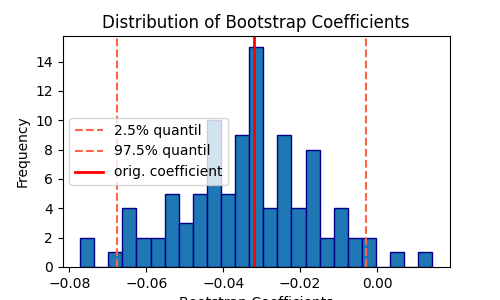 Distribution of Bootstrap Coefficients
Frequency
14
12
10
8
6
4
2
0
2.5% quantil
97.5% quantil
orig. coefficient
−0.08 −0.06 −0.04 −0.02 0.00
Bootstrap Coefficients